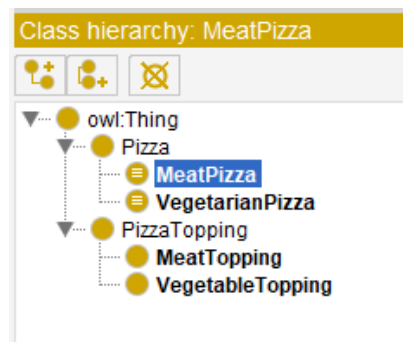 Class hierarchy: MeatPizza
owl:Thing
Pizza
MeatPizza
VegetarianPizza
PizzaTopping
MeatTopping
VegetableTopping